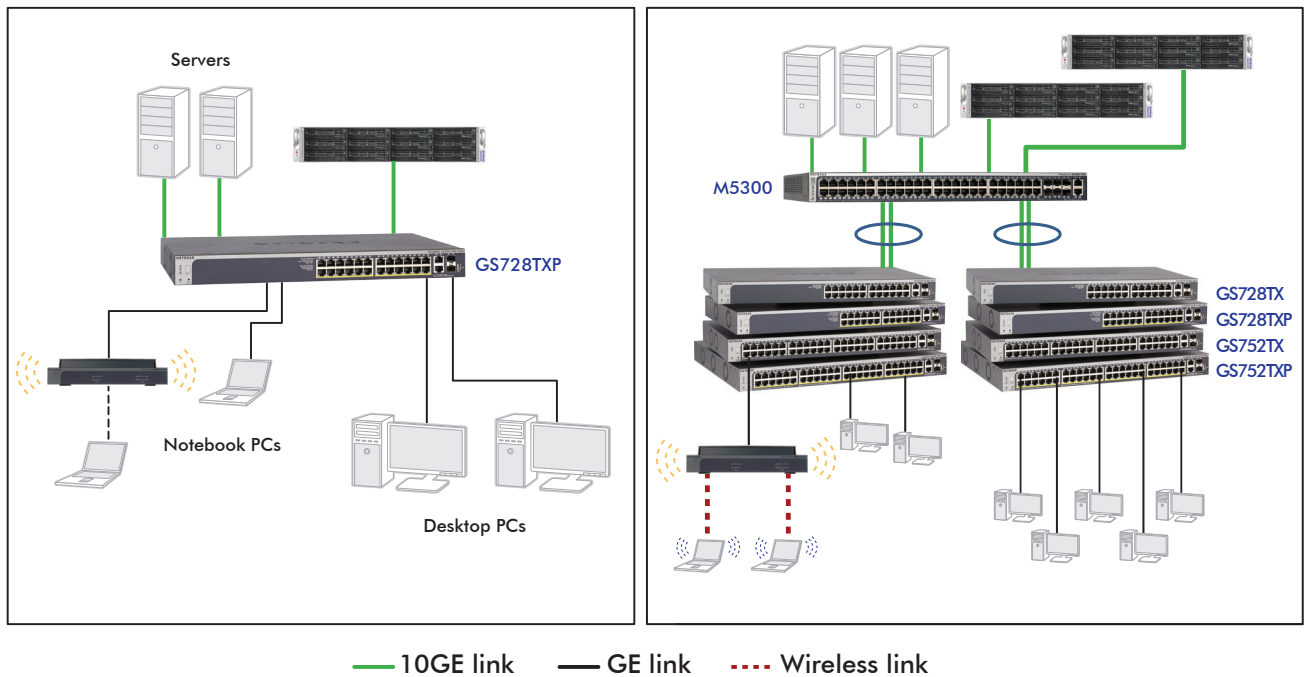 Servers
GS728TXP
Notebook PCs
Desktop PCs
M5300
GS728TX
GS728TXP
GS752TX
GS752TXP
10GE link
GE link
Wireless link